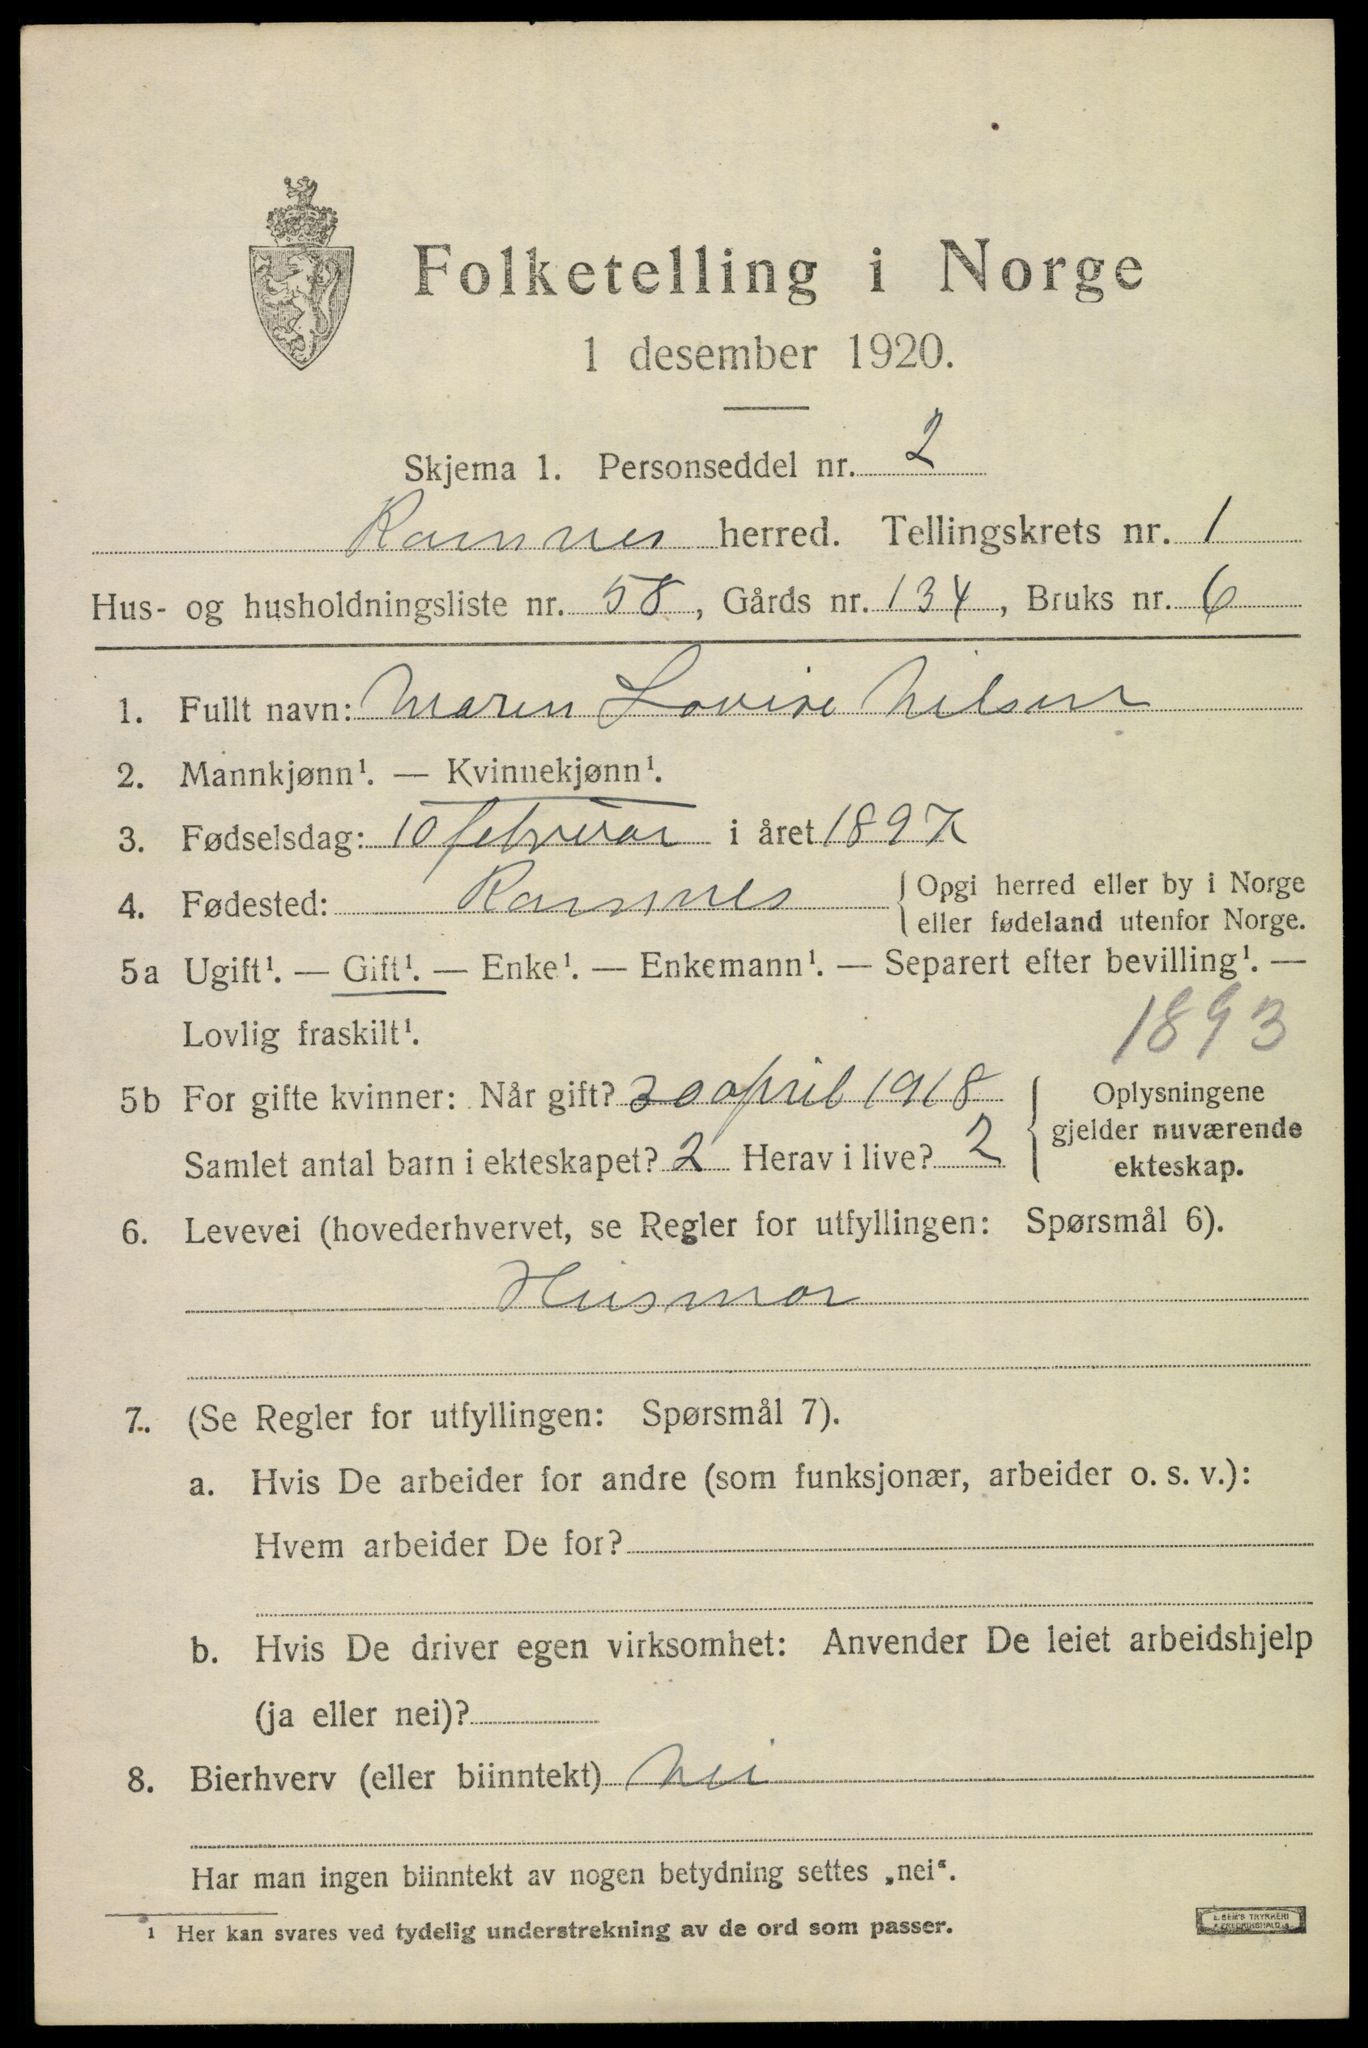 Folketelling i Norge
1 desember 1920.
Skjema 1. Personseddel nr. 2
Ramnes herred. Tellingskrets nr. 1
Hus- og husholdningsliste nr. 58, Gårds nr. 134, Bruks nr. 6
1. Fullt navn: Maren Lovise Nilsen
2. Mannkjønn¹. — Kvinnekjønn¹.
3. Fødselsdag: 10 februar i året 1897
4. Fødested: Ramnes {Opgi herred eller by i Norge
eller fødeland utenfor Norge.
5a Ugift¹. — Gift¹. — Enke¹. — Enkemann¹. — Separert efter bevilling¹. —
Lovlig fraskilt¹. 1893
5b For gifte kvinner: Når gift? 30 april 1918 { Oplysningene
gjelder nuværende
Samlet antal barn i ekteskapet? 2 Herav i live? 2 ekteskap.
6. Levevei (hovederhvervet, se Regler for utfyllingen: Spørsmål 6).
Husmor
7. (Se Regler for utfyllingen: Spørsmål 7).
a. Hvis De arbeider for andre (som funksjonær, arbeider o. s. v.):
Hvem arbeider De for?
b. Hvis De driver egen virksomhet: Anvender De leiet arbeidshjelp
(ja eller nei)?
8. Bierhverv (eller biinntekt) Nei
Har man ingen biinntekt av nogen betydning settes „nei“.
¹ Her kan svares ved tydelig understrekning av de ord som passer.
E. SEM'S TRYKKERI
FREDRIKSHALD